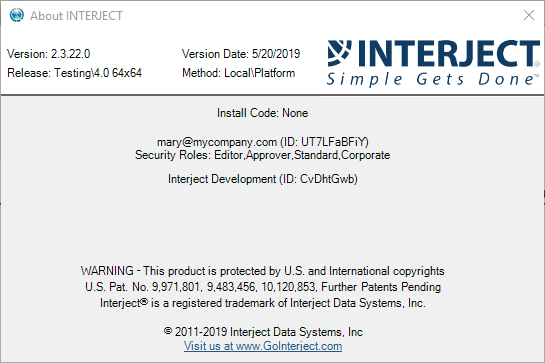 About INTERJECT
Version: 2.3.22.0
Version Date: 5/20/2019
Release: Testing\4.0 64x64
Method: Local\Platform
INTERJECT™
Simple Gets Done™
Install Code: None
mary@mycompany.com (ID: UT7LFaBFiY)
Security Roles: Editor,Approver,Standard,Corporate
Interject Development (ID: CvDhtGwb)
WARNING - This product is protected by U.S. and International copyrights
U.S. Pat. No. 9,971,801, 9,483,456, 10,120,853, Further Patents Pending
Interject® is a registered trademark of Interject Data Systems, Inc.
© 2011-2019 Interject Data Systems, Inc
Visit us at www.GoInterject.com